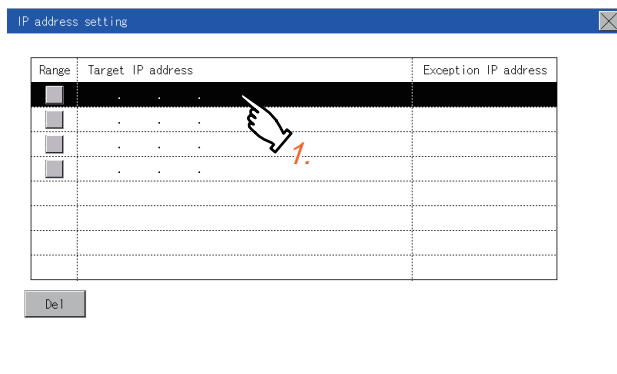 IP address setting
Range Target IP address Exception IP address
. . .
. . .
1.
. . .
. . .
Del